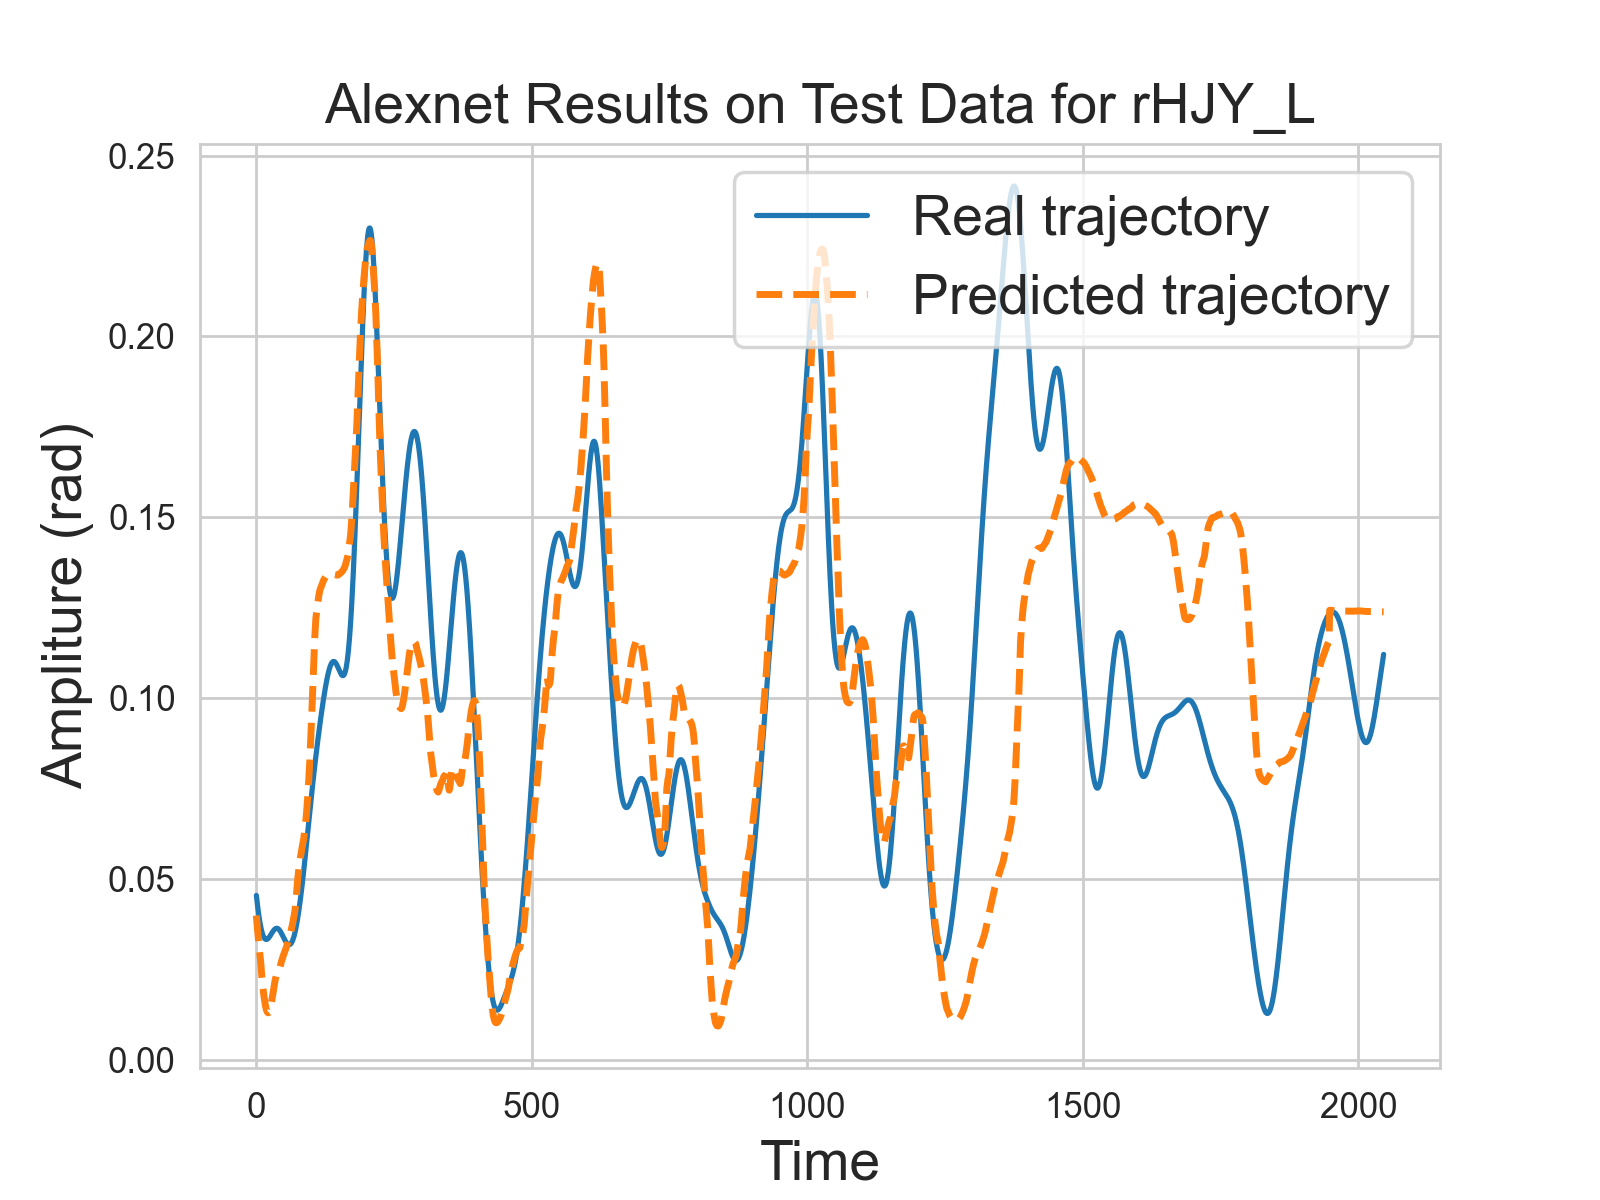 Alexnet Results on Test Data for rHJY_L
Real trajectory
Predicted trajectory
Ampliture (rad)
0.25
0.20
0.15
0.10
0.05
0.00
0 500 1000 1500 2000
Time